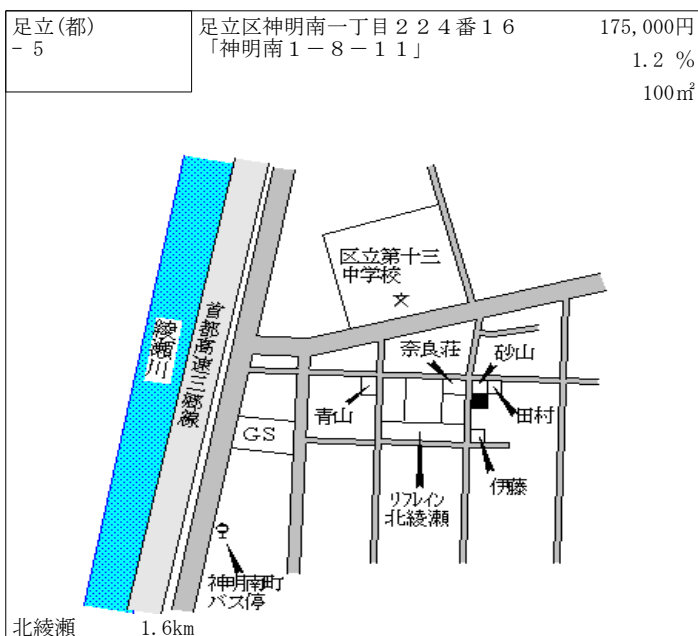 足立(都)
- 5
足立区神明南一丁目２２４番１６
「神明南１－８－１１」
175,000円
1.2 %
100㎡
区立第十三
中学校
文
首都高速三郷線
綾瀬川
奈良荘
砂山
青山
田村
GS
伊藤
リフレイン
北綾瀬
神明南町
バス停
北綾瀬 1.6km